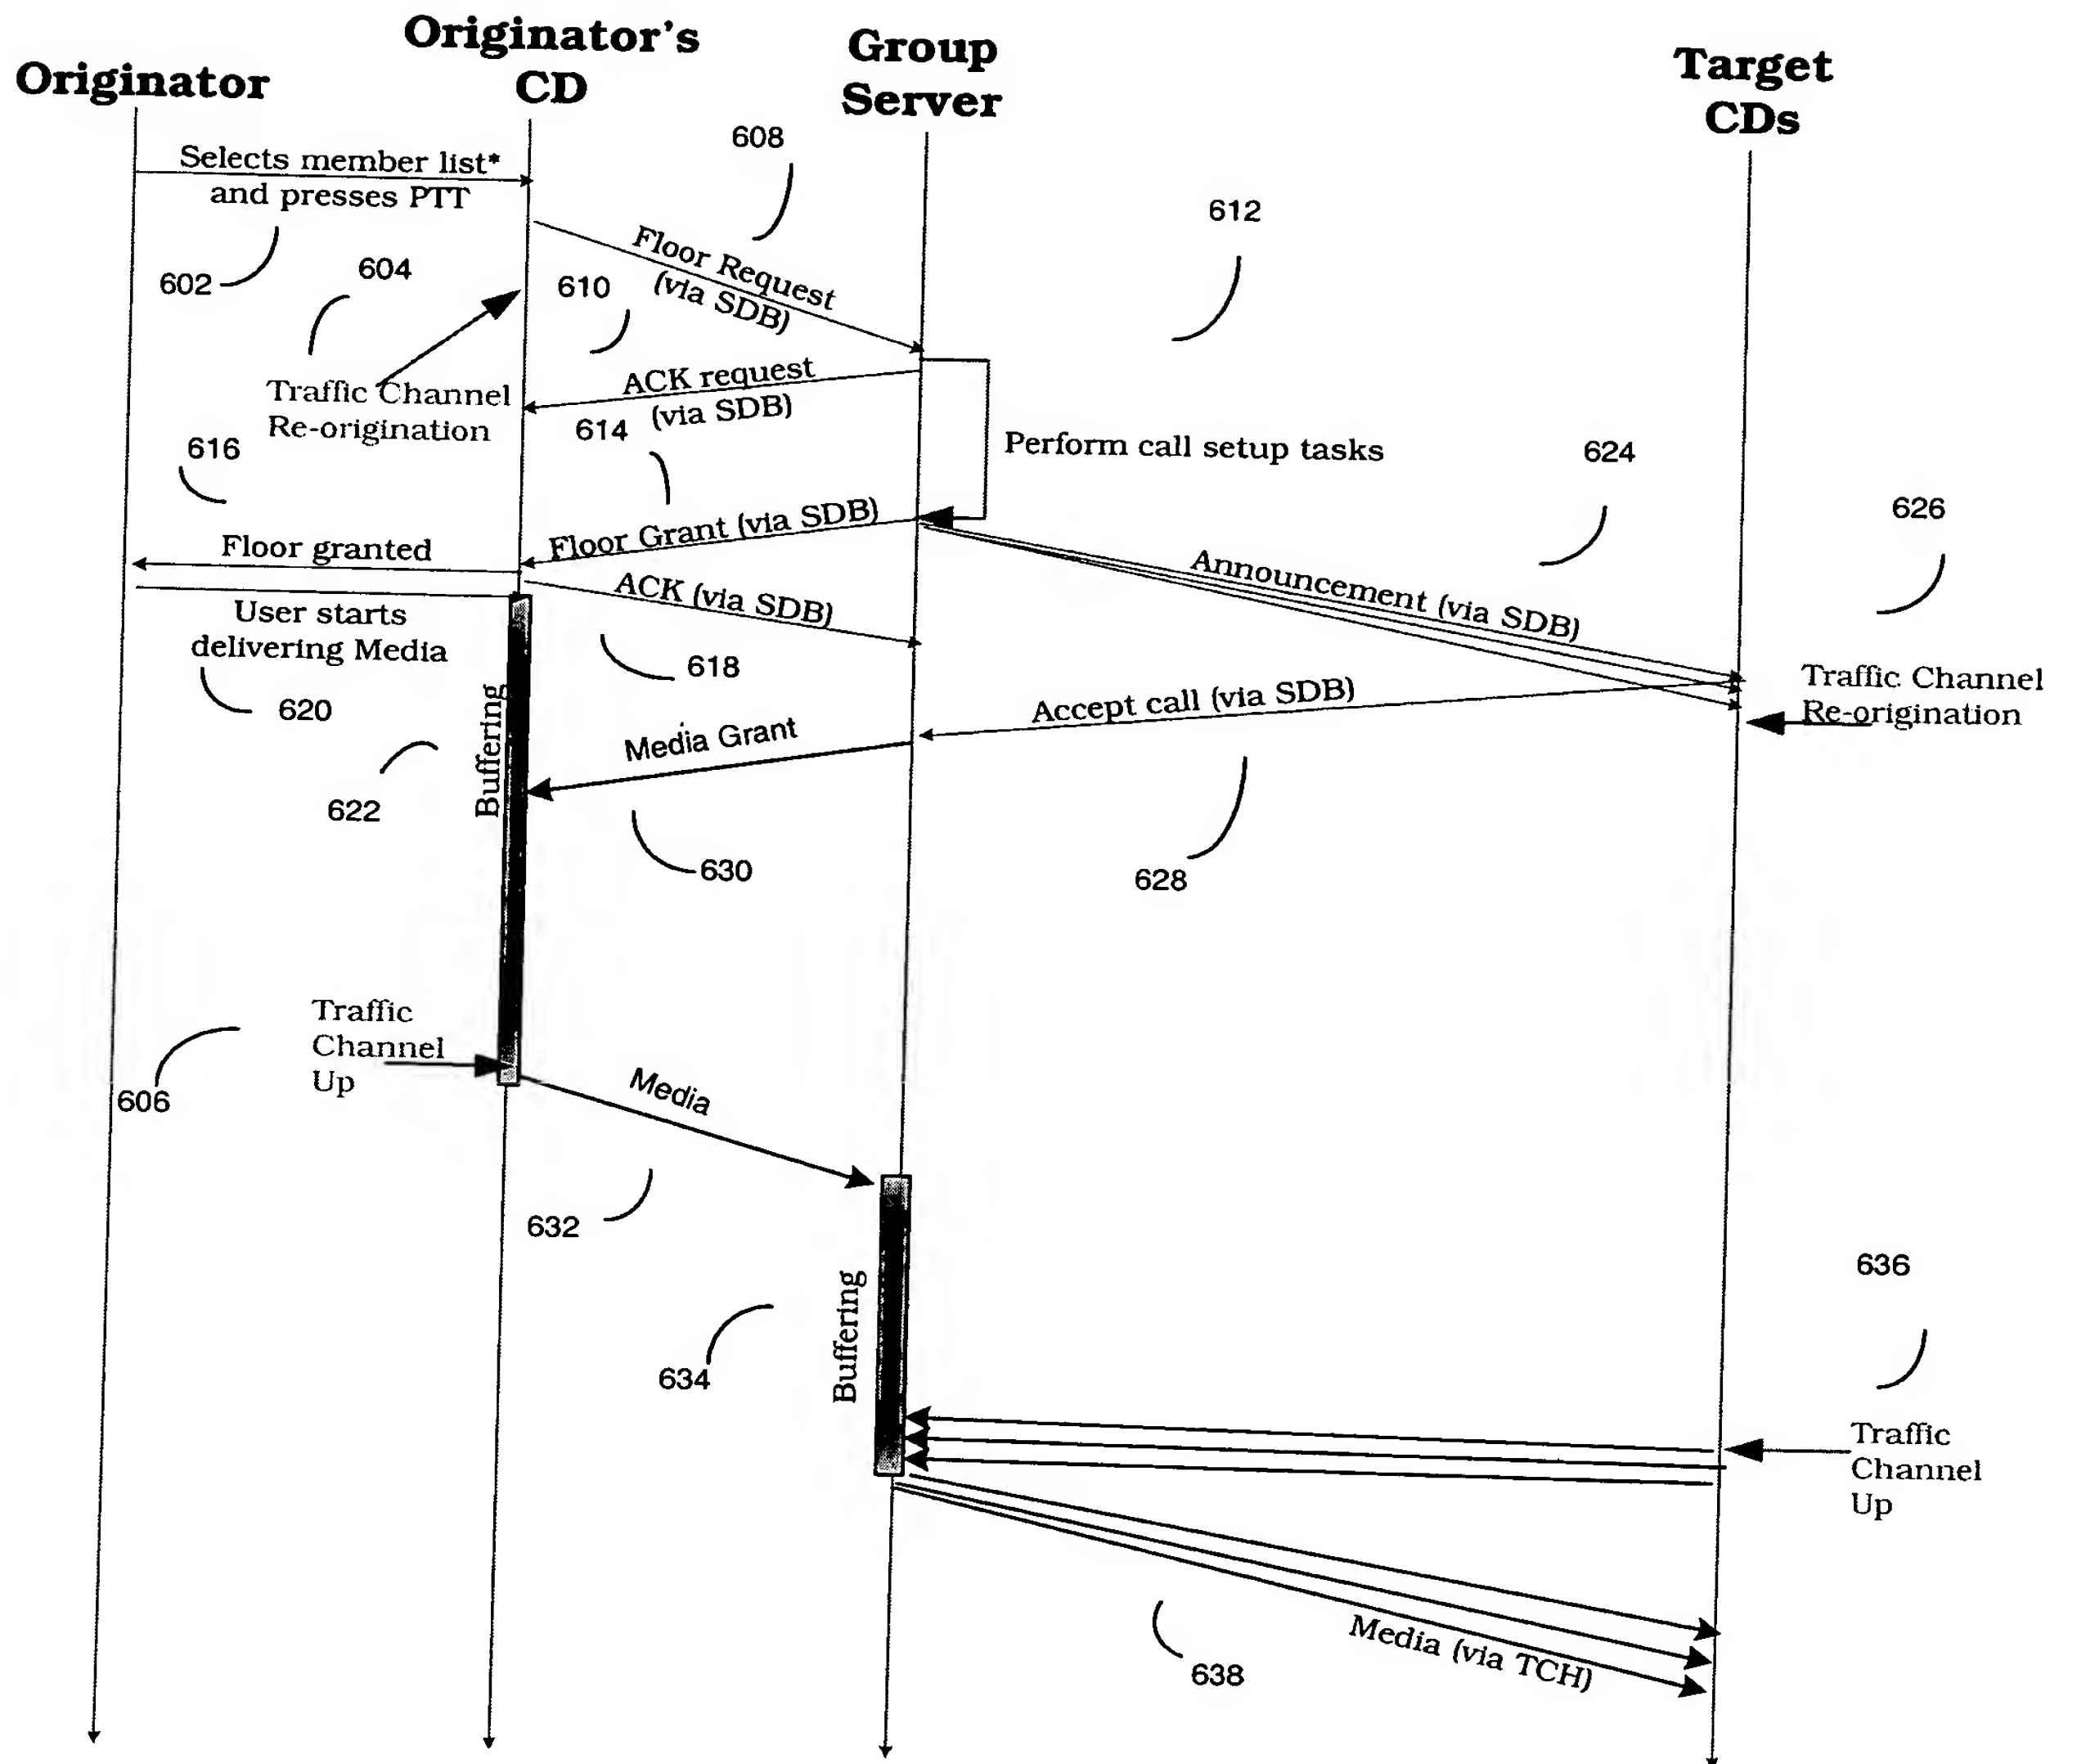 Originator
Originator's
CD
Group
Server
Target
CDs
608
Selects member list*
and presses PTT
612
602
604
610
Floor Request
(via SDB)
ACK request
(via SDB)
Traffic Channel
Re-origination
614
616
Perform call setup tasks
624
626
Floor granted
Floor Grant (via SDB)
ACK (via SDB)
Announcement (via SDB)
User starts
delivering Media
618
620
Accept call (via SDB)
Traffic Channel
Re-origination
Media Grant
Buffering
622
630
628
Traffic
Channel
Up
606
Media
632
636
Buffering
634
Traffic
Channel
Up
Media (via TCH)
638